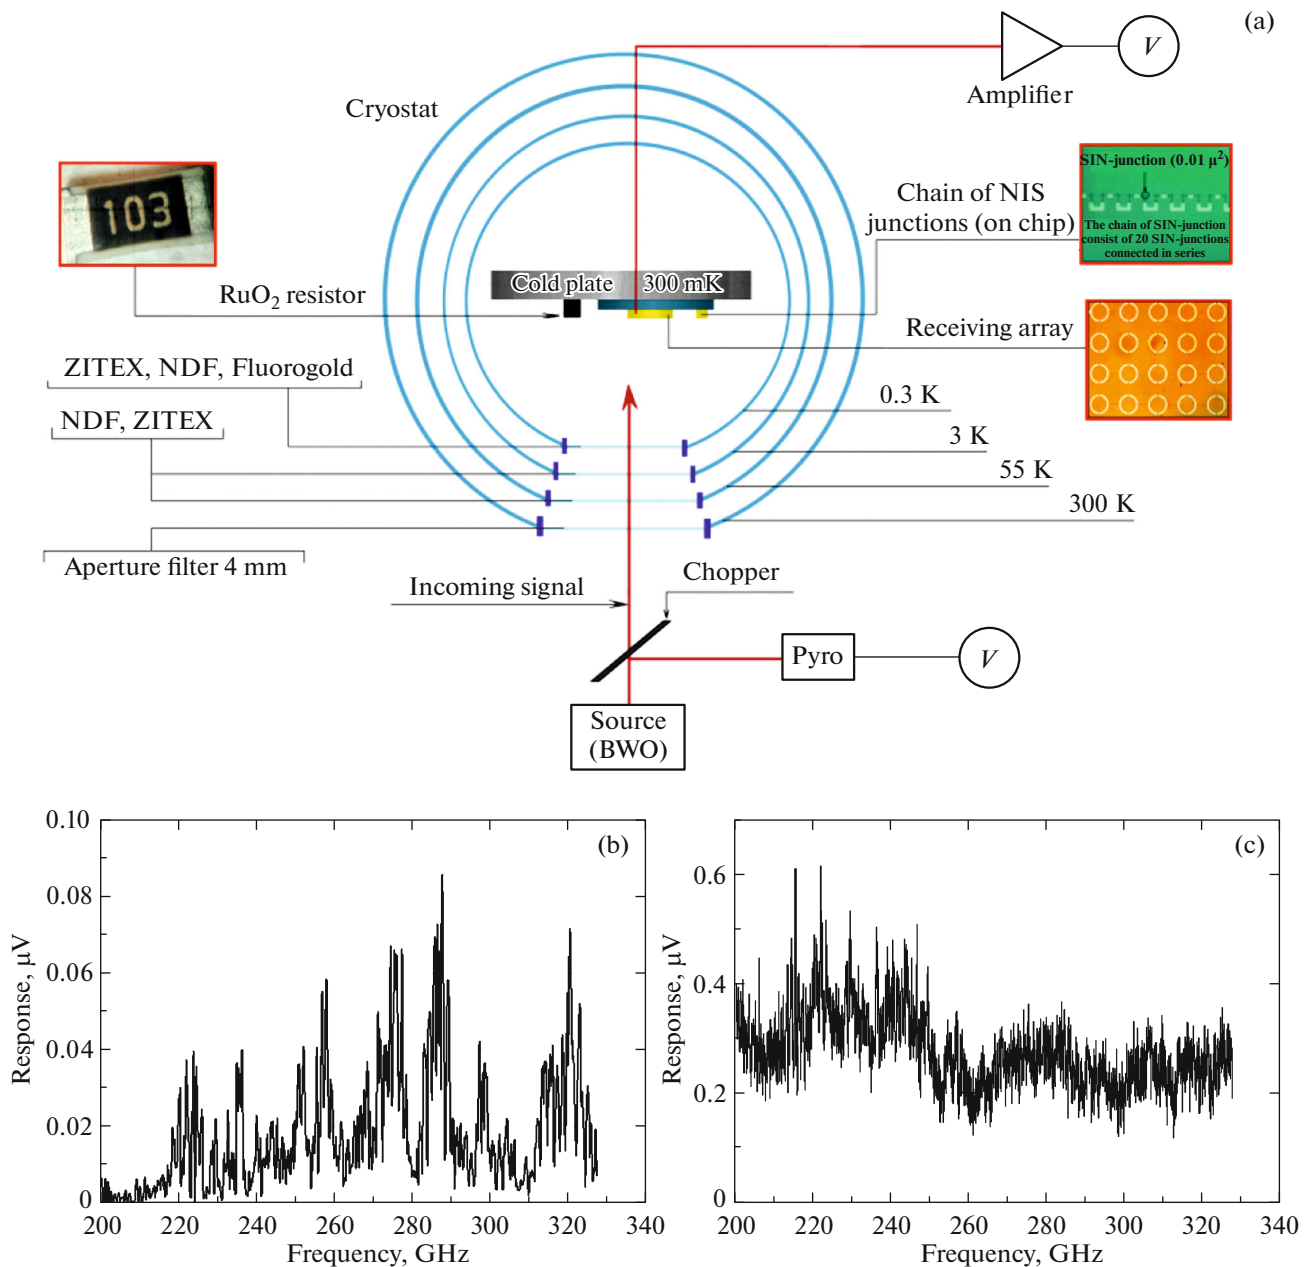 (a)
V
Amplifier
Cryostat
SIN-junction (0.01 μ²)
The chain of SIN-junction
consist of 20 SIN-junctions
connected in series
Chain of NIS
junctions (on chip)
103
Cold plate 300 mK
RuO₂ resistor
Receiving array
ZITEX, NDF, Fluorogold
0.3 K
NDF, ZITEX
3 K
55 K
300 K
Aperture filter 4 mm
Incoming signal
Chopper
Pyro
V
Source
(BWO)
(b)
Response, μV
0.10
0.08
0.06
0.04
0.02
0
200 220 240 260 280 300 320 340
Frequency, GHz
(c)
Response, μV
0.6
0.4
0.2
0
200 220 240 260 280 300 320 340
Frequency, GHz